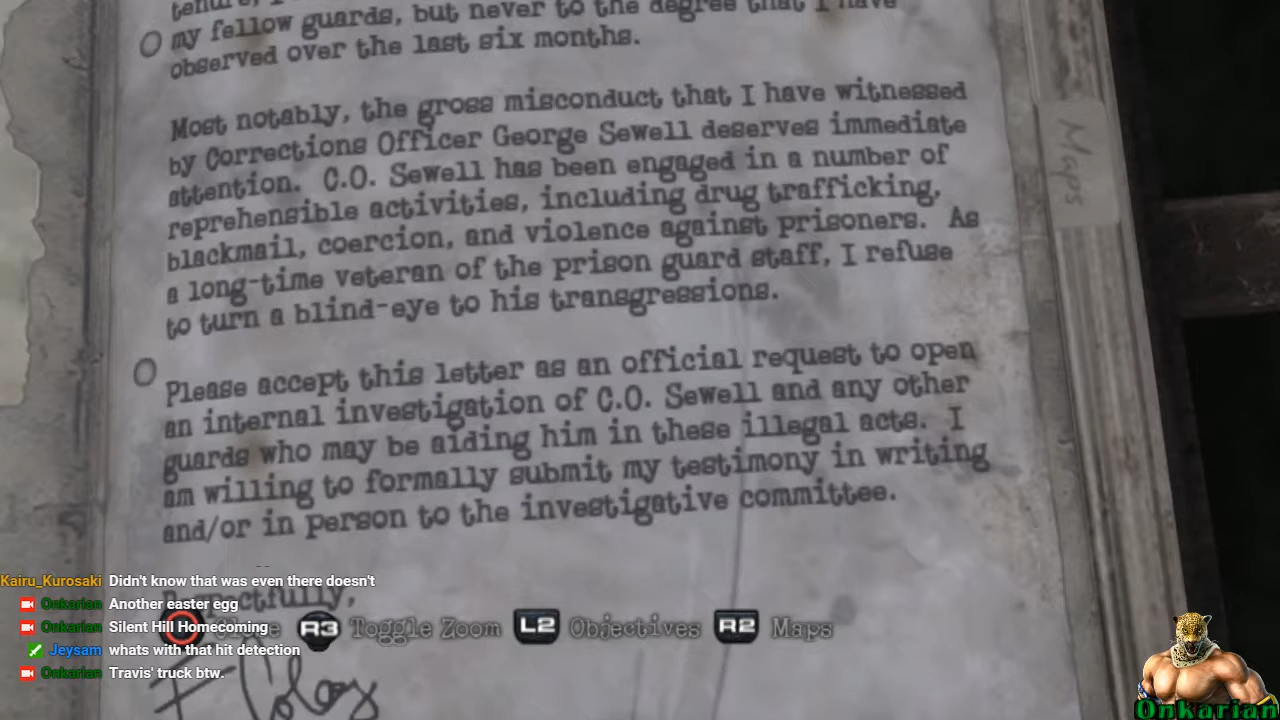 my fellow guards, but never to the degree that I have
observed over the last six months.
Most notably, the gross misconduct that I have witnessed
by Corrections Officer George Sewell deserves immediate
attention. C.O. Sewell has been engaged in a number of
reprehensible activities, including drug trafficking,
blackmail, coercion, and violence against prisoners. As
a long-time veteran of the prison guard staff, I refuse
to turn a blind-eye to his transgressions.
Please accept this letter as an official request to open
an internal investigation of C.O. Sewell and any other
guards who may be aiding him in these illegal acts. I
am willing to formally submit my testimony in writing
and/or in person to the investigative committee.
Respectfully,
R3 Toggle Zoom L2 Objectives R2 Maps
Maps
Kairu_Kurosaki Didn't know that was even there doesn't
Onkarian Another easter egg
Onkarian Silent Hill Homecoming
Jeysam whats with that hit detection
Onkarian Travis' truck btw.
Onkarian